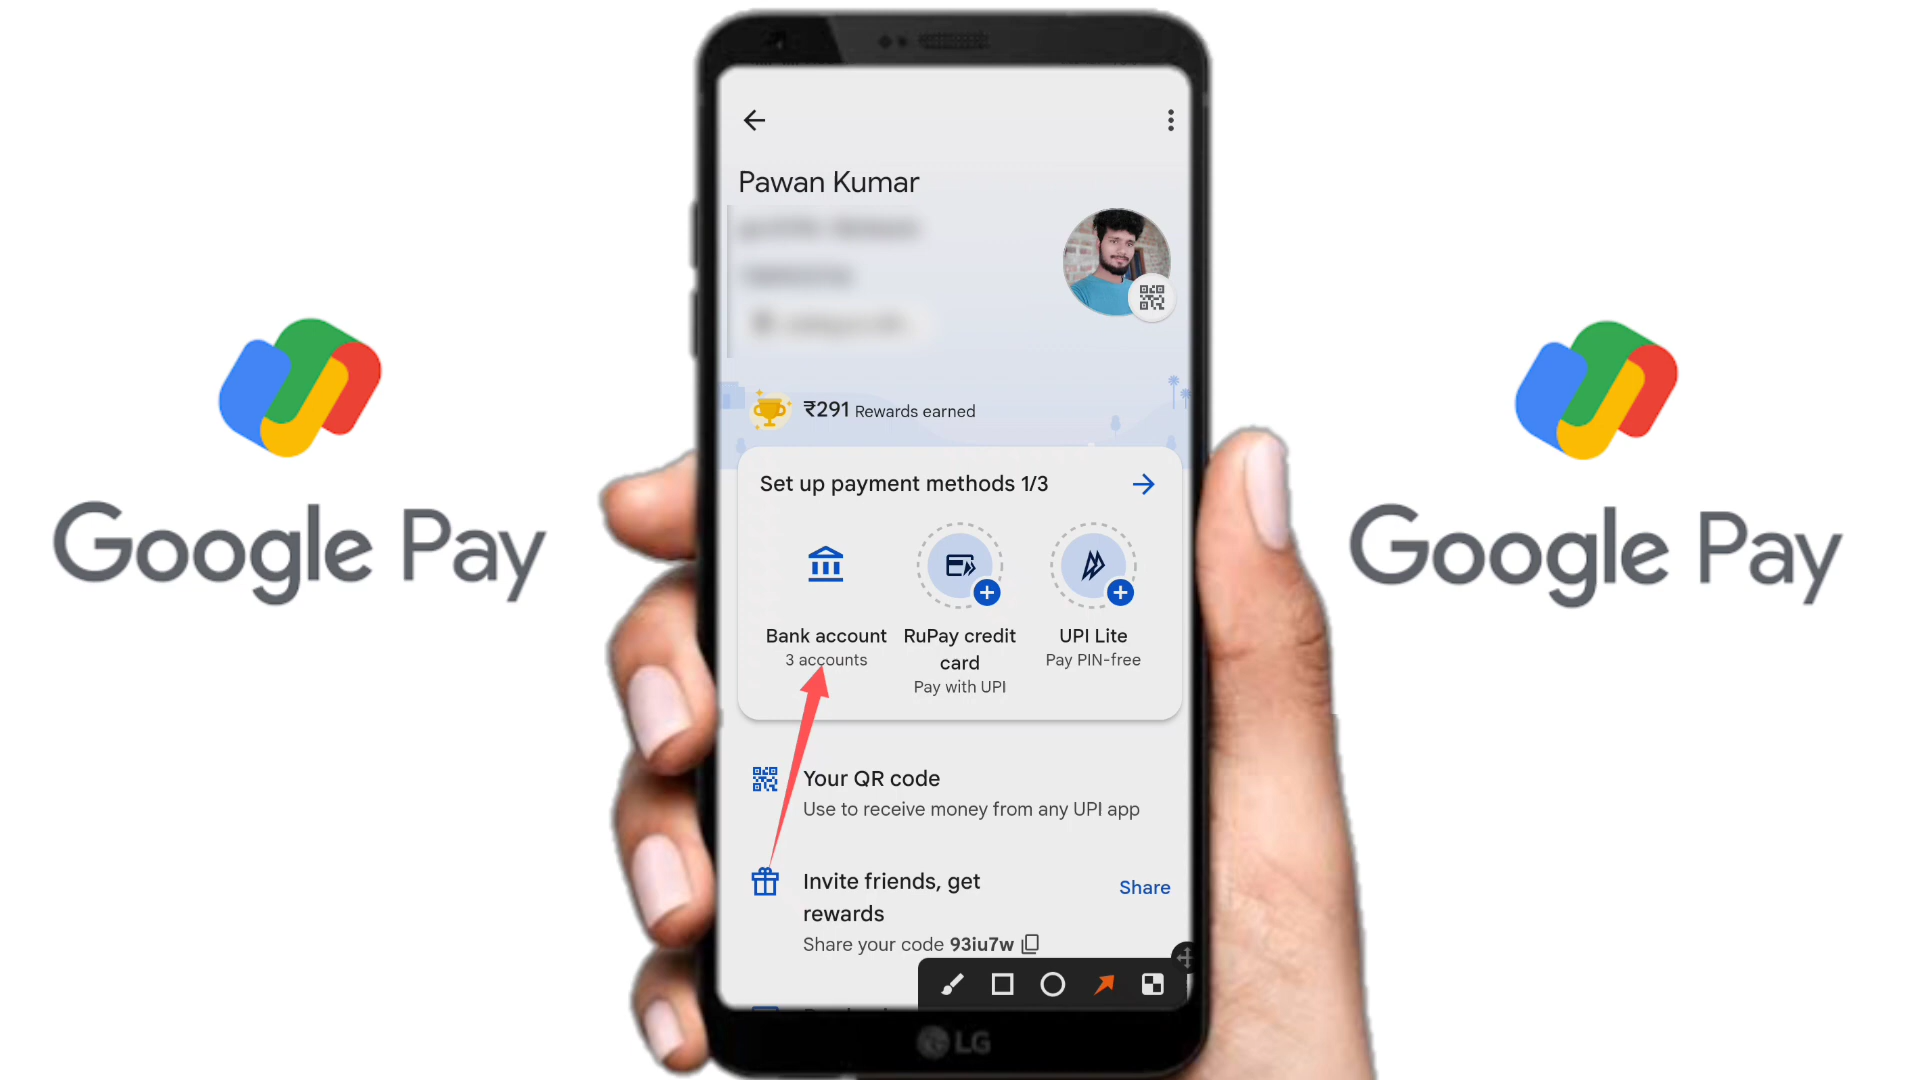 Pawan Kumar
₹291 Rewards earned
Set up payment methods 1/3
Bank account
3 accounts
RuPay credit
card
Pay with UPI
UPI Lite
Pay PIN-free
Your QR code
Use to receive money from any UPI app
Invite friends, get
rewards
Share
Share your code 93iu7w
LG
Google Pay
Google Pay